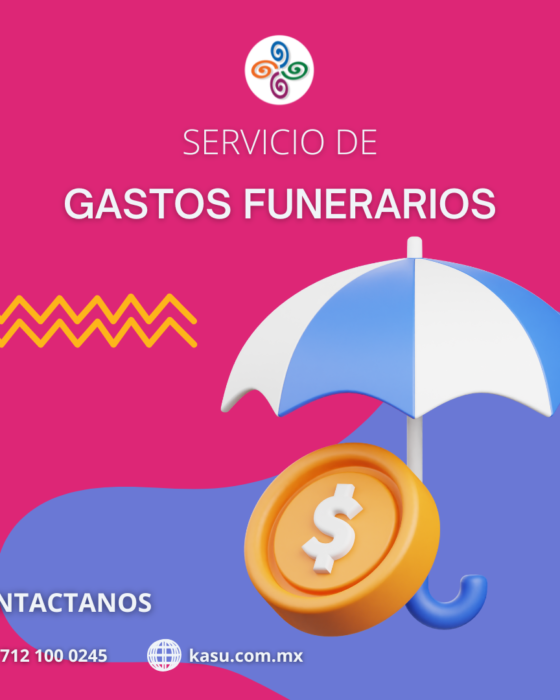 SERVICIO DE
GASTOS FUNERARIOS
$
NTACTANOS
712 100 0245
kasu.com.mx